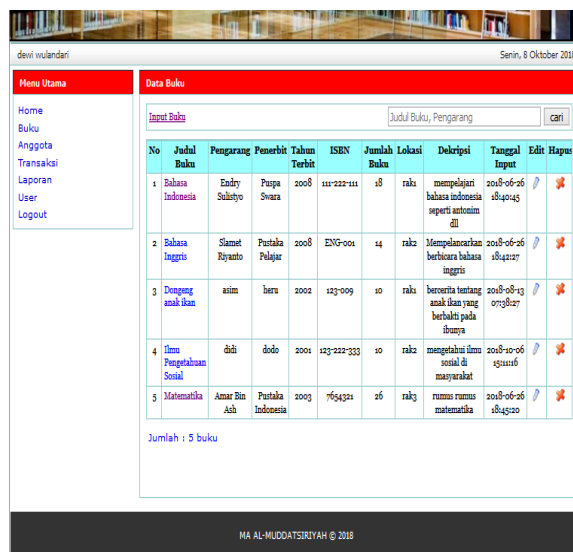 dewi wulandari Senin, 8 Oktober 201
Menu Utama
Home
Buku
Anggota
Transaksi
Laporan
User
Logout
Data Buku
Input Buku Judul Buku, Pengarang cari
No Judul Buku Pengarang Penerbit Tahun Terbit ISBN Jumlah Buku Lokasi Dekripsi Tanggal Input Edit Hapus
1 Bahasa Indonesia Endry Sulistyo Puspa Swara 2008 111-222-111 18 rak1 mempelajari bahasa indonesia seperti antonim dll 2018-06-26 18:40:45
2 Bahasa Inggris Slamet Riyanto Pustaka Pelajar 2008 ENG-001 14 rak2 Mempelancarkan berbicara bahasa inggris 2018-06-26 18:42:27
3 Dongeng anak ikan asim heru 2002 123-009 10 rak1 bercerita tentang anak ikan yang berbakti pada ibunya 2018-08-13 07:38:27
4 Ilmu Pengetahuan Sosial didi dodo 2001 123-222-333 10 rak2 mengetahui ilmu sosial di masyarakat 2018-10-06 15:11:16
5 Matematika Amar Bin Ash Pustaka Indonesia 2003 7654321 26 rak3 rumus rumus matematika 2018-06-26 18:45:20
Jumlah : 5 buku
MA AL-MUDDATSIRIYAH © 2018